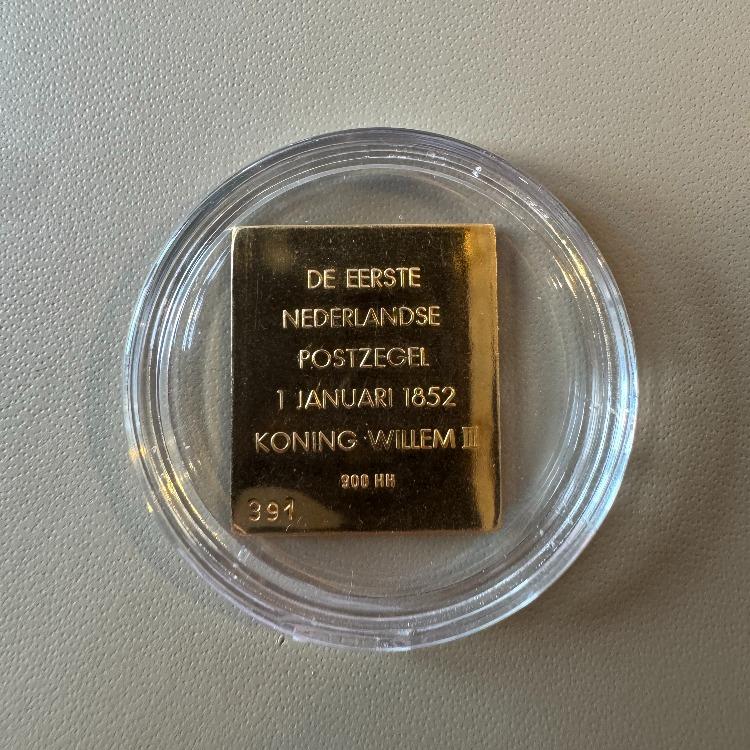 DE EERSTE
NEDERLANDSE
POSTZEGEL
1 JANUARI 1852
KONING WILLEM III
900 HH
391